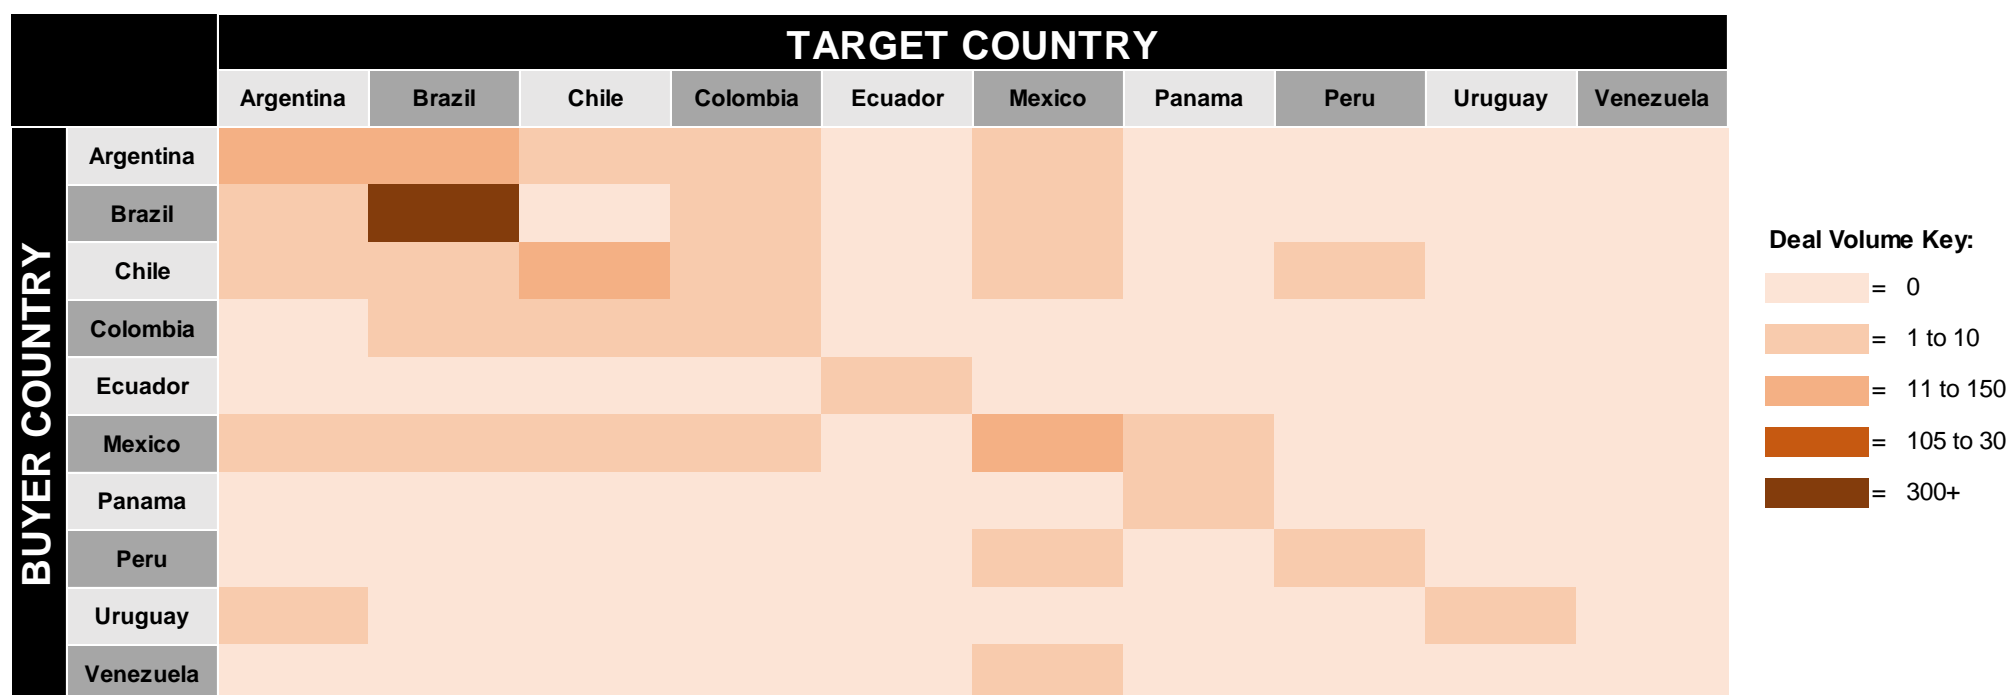 TARGET COUNTRY
Argentina Brazil Chile Colombia Ecuador Mexico Panama Peru Uruguay Venezuela
BUYER COUNTRY
Argentina
Brazil
Chile
Colombia
Ecuador
Mexico
Panama
Peru
Uruguay
Venezuela
Deal Volume Key:
= 0
= 1 to 10
= 11 to 150
= 105 to 30
= 300+